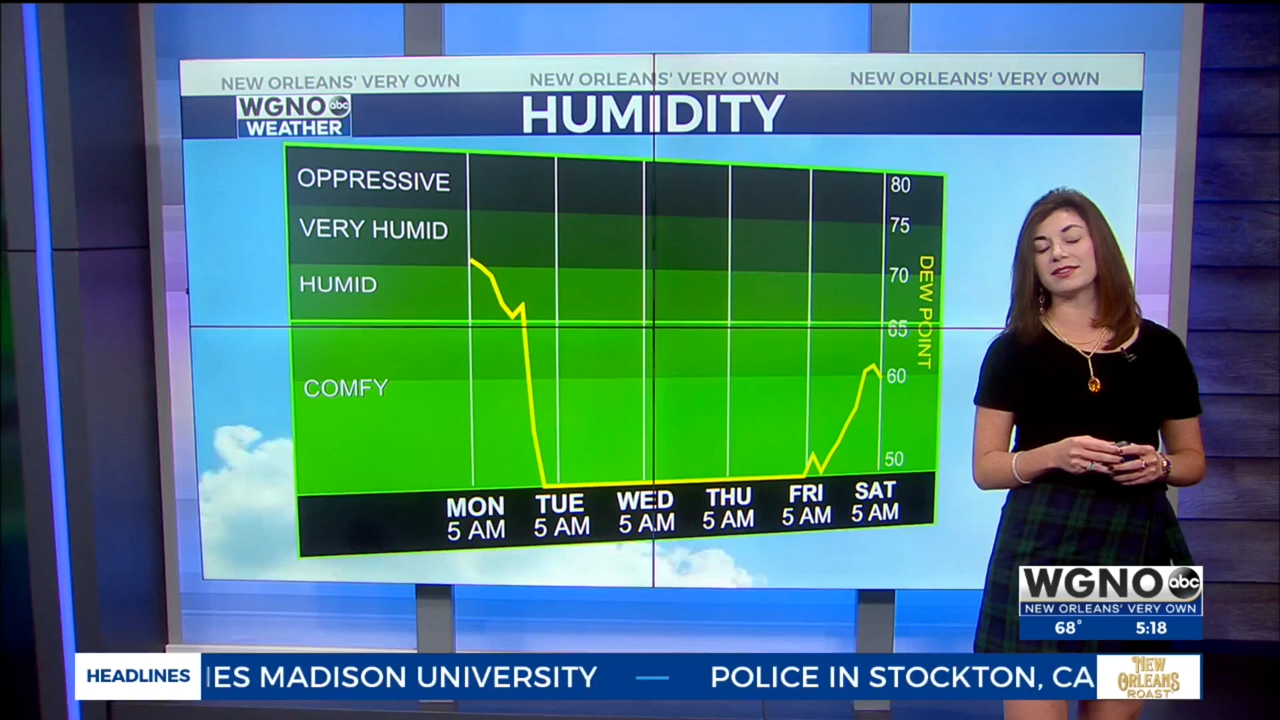 NEW ORLEANS' VERY OWN
NEW ORLEANS' VERY OWN
NEW ORLEANS' VERY OWN
WGNO abc
WEATHER
HUMIDITY
OPPRESSIVE
VERY HUMID
HUMID
COMFY
80
75
70
65
60
50
DEW POINT
MON
5 AM
TUE
5 AM
WED
5 AM
THU
5 AM
FRI
5 AM
SAT
5 AM
WGNO abc
NEW ORLEANS' VERY OWN
68° 5:18
HEADLINES
IES MADISON UNIVERSITY — POLICE IN STOCKTON, CA
NEW
ORLEANS
ROAST